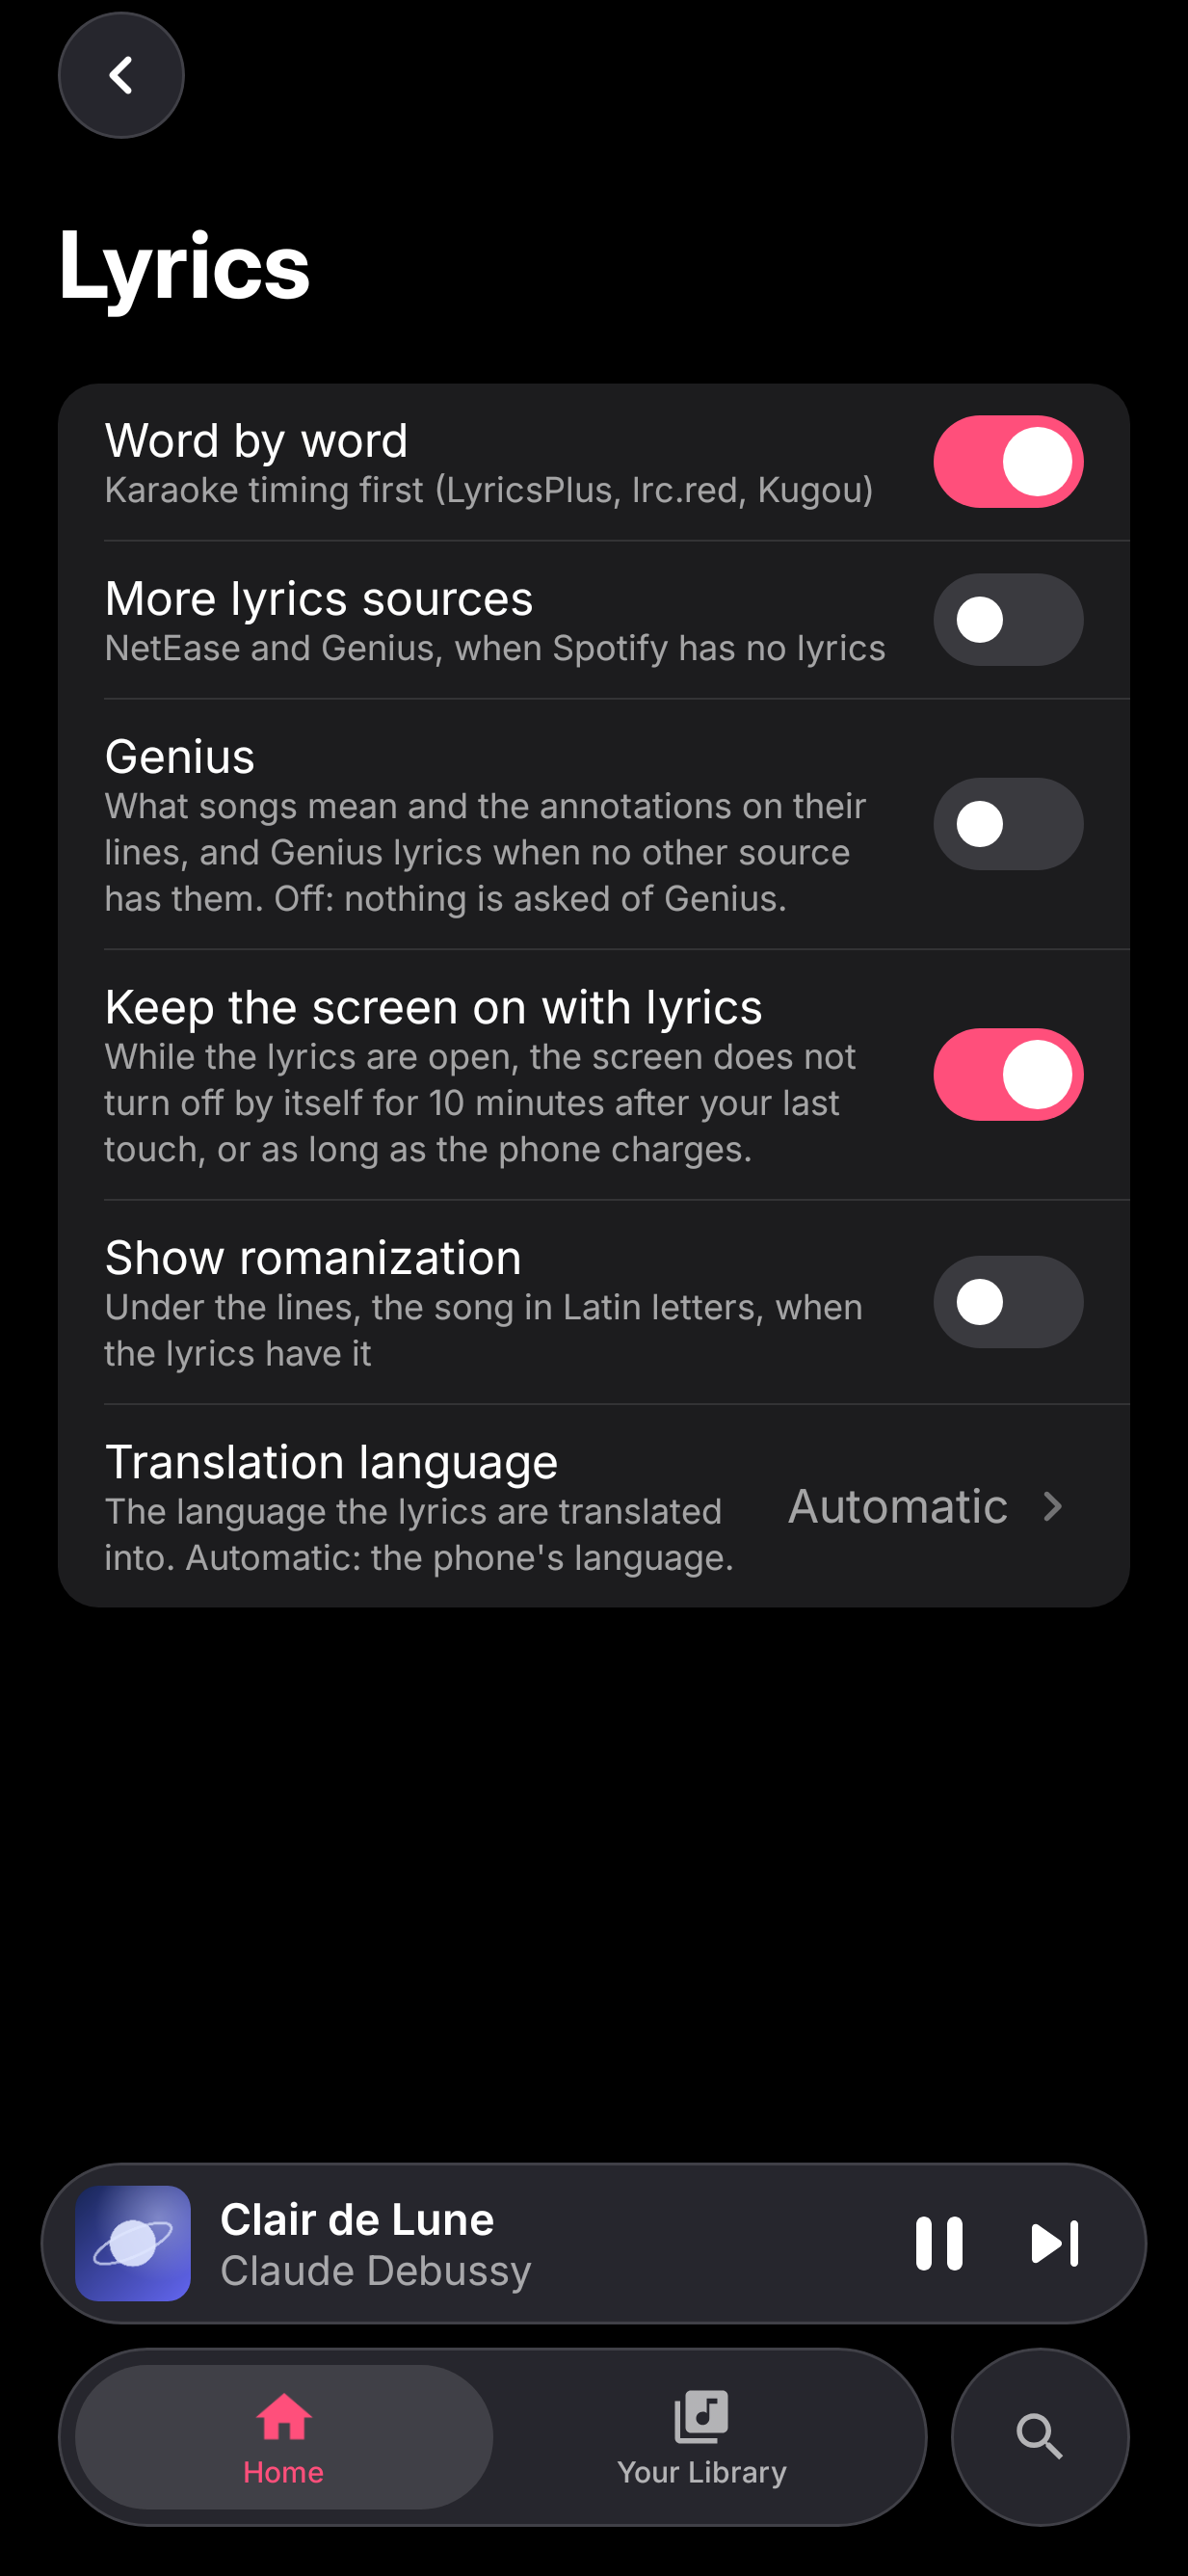 Lyrics
Word by word
Karaoke timing first (LyricsPlus, lrc.red, Kugou)
More lyrics sources
NetEase and Genius, when Spotify has no lyrics
Genius
What songs mean and the annotations on their
lines, and Genius lyrics when no other source
has them. Off: nothing is asked of Genius.
Keep the screen on with lyrics
While the lyrics are open, the screen does not
turn off by itself for 10 minutes after your last
touch, or as long as the phone charges.
Show romanization
Under the lines, the song in Latin letters, when
the lyrics have it
Translation language
The language the lyrics are translated
into. Automatic: the phone's language.
Automatic
Clair de Lune
Claude Debussy
Home
Your Library